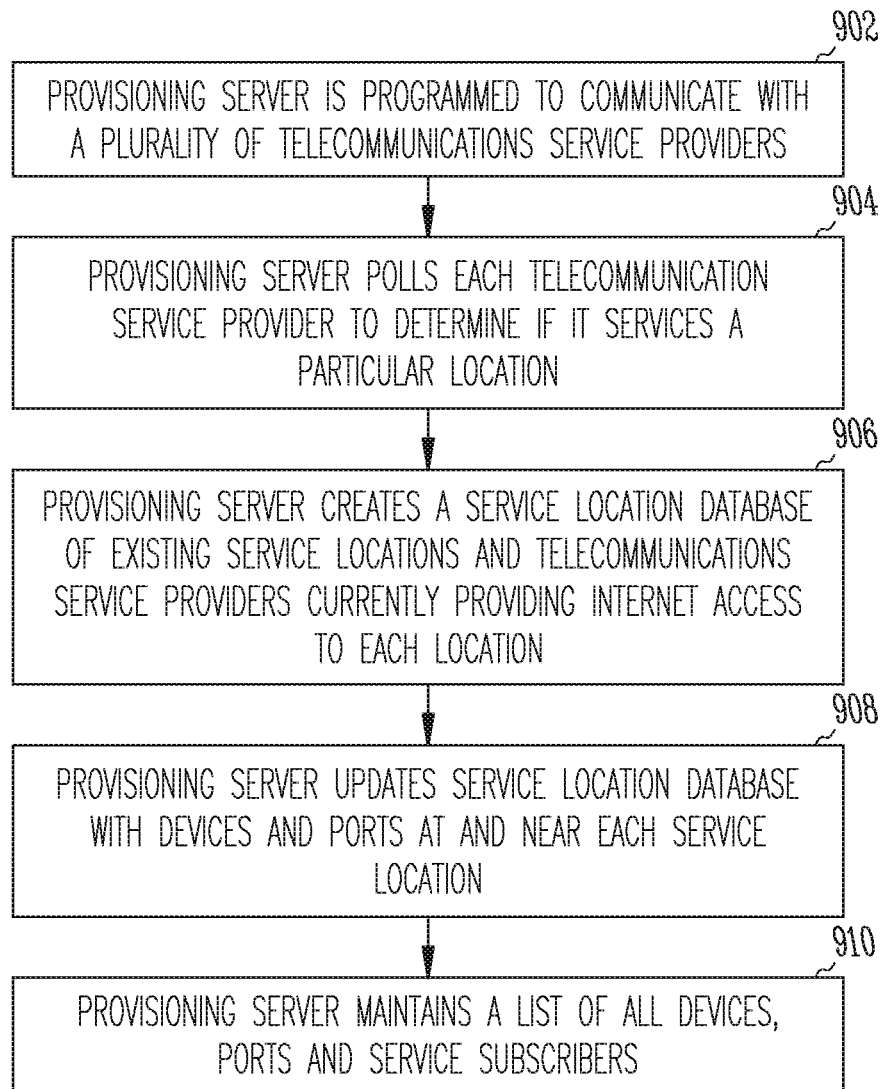 902
PROVISIONING SERVER IS PROGRAMMED TO COMMUNICATE WITH
A PLURALITY OF TELECOMMUNICATIONS SERVICE PROVIDERS
904
PROVISIONING SERVER POLLS EACH TELECOMMUNICATION
SERVICE PROVIDER TO DETERMINE IF IT SERVICES A
PARTICULAR LOCATION
906
PROVISIONING SERVER CREATES A SERVICE LOCATION DATABASE
OF EXISTING SERVICE LOCATIONS AND TELECOMMUNICATIONS
SERVICE PROVIDERS CURRENTLY PROVIDING INTERNET ACCESS
TO EACH LOCATION
908
PROVISIONING SERVER UPDATES SERVICE LOCATION DATABASE
WITH DEVICES AND PORTS AT AND NEAR EACH SERVICE
LOCATION
910
PROVISIONING SERVER MAINTAINS A LIST OF ALL DEVICES,
PORTS AND SERVICE SUBSCRIBERS